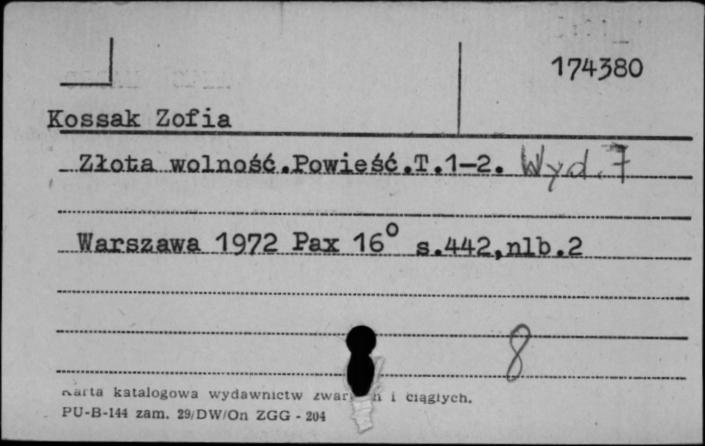 174380
Kossak Zofia
Złota wolność.Powieść.T.1-2. Wyd. 7
Warszawa 1972 Pax 16° s.442,nlb.2
8
Karta katalogowa wydawnictw i ciągłych.
PU-B-144 zam. 29/DW/On ZGG - 204